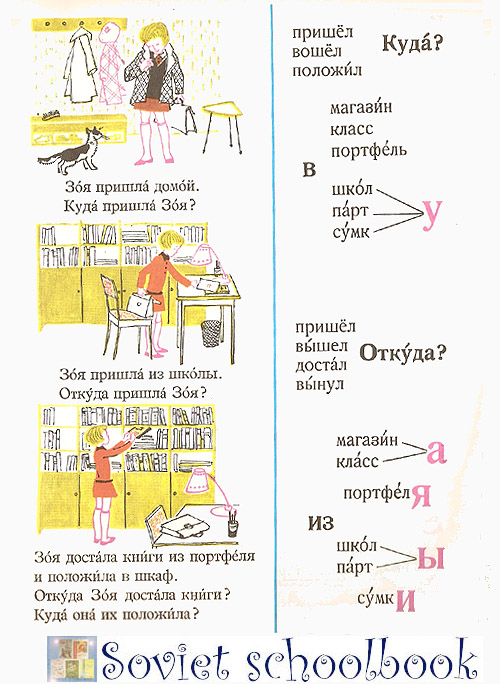 Зо́я пришла́ домо́й.
Куда́ пришла́ Зо́я?
Зо́я пришла́ из шко́лы.
Отку́да пришла́ Зо́я?
Зо́я доста́ла кни́ги из портфе́ля
и положи́ла в шкаф.
Отку́да Зо́я доста́ла кни́ги?
Куда́ она́ их положи́ла?
пришёл
вошёл
положи́л
Куда́?
магази́н
класс
портфе́ль
в
шко́л
па́рт
су́мк
у
пришёл
вы́шел
доста́л
вы́нул
Отку́да?
магази́н
кла́сс
а
портфе́ля
из
шко́л
па́рт
ы
су́мки
Soviet schoolbook